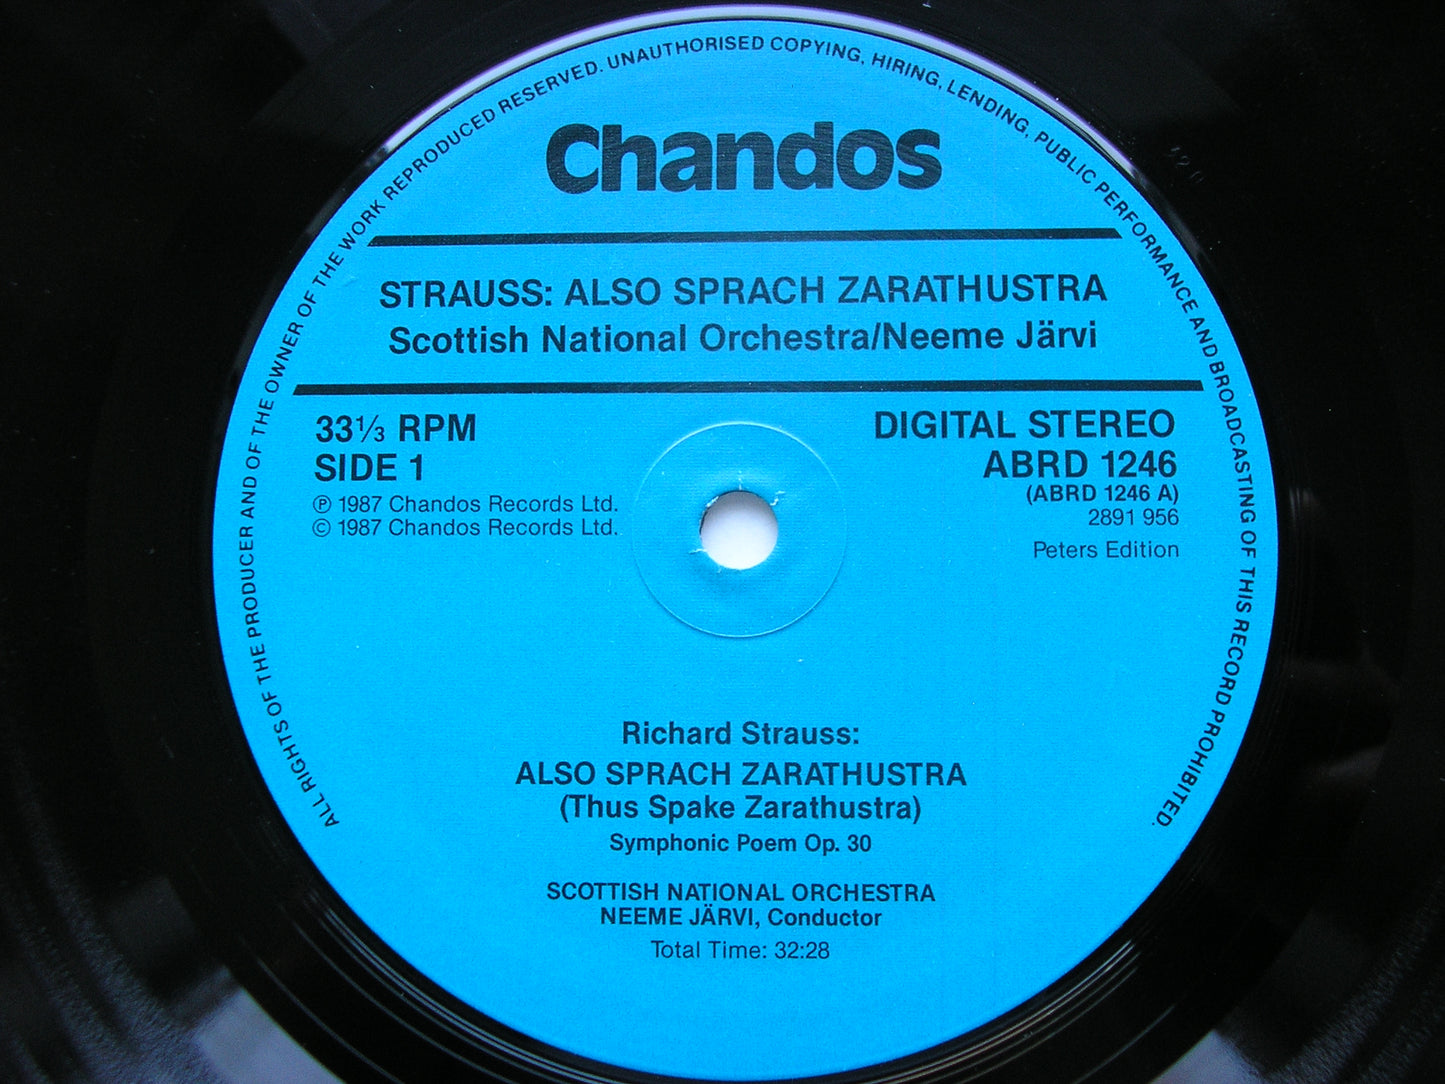 ALL RIGHTS OF THE PRODUCER AND OF THE OWNER OF THE WORK REPRODUCED RESERVED. UNAUTHORISED COPYING, HIRING, LENDING, PUBLIC PERFORMANCE AND BROADCASTING OF THIS RECORD PROHIBITED.
Chandos
STRAUSS: ALSO SPRACH ZARATHUSTRA
Scottish National Orchestra/Neeme Järvi
33⅓ RPM
SIDE 1
℗ 1987 Chandos Records Ltd.
© 1987 Chandos Records Ltd.
DIGITAL STEREO
ABRD 1246
(ABRD 1246 A)
2891 956
Peters Edition
Richard Strauss:
ALSO SPRACH ZARATHUSTRA
(Thus Spake Zarathustra)
Symphonic Poem Op. 30
SCOTTISH NATIONAL ORCHESTRA
NEEME JÄRVI, Conductor
Total Time: 32:28